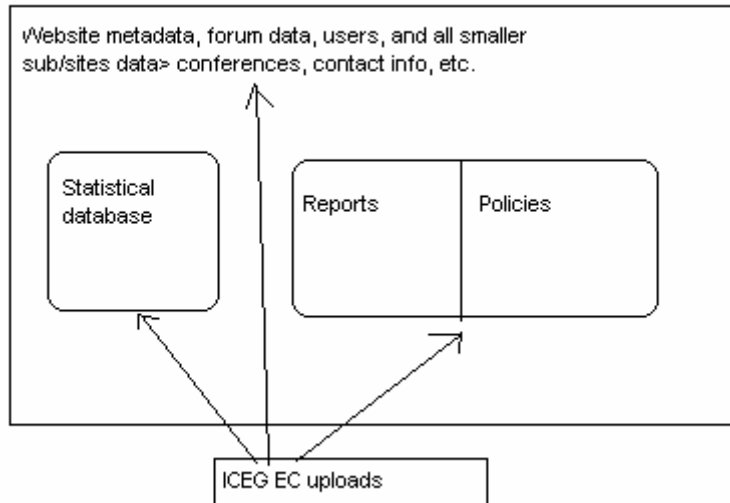 Website metadata, forum data, users, and all smaller
sub/sites data> conferences, contact info, etc.
Statistical
database
Reports
Policies
ICEG EC uploads